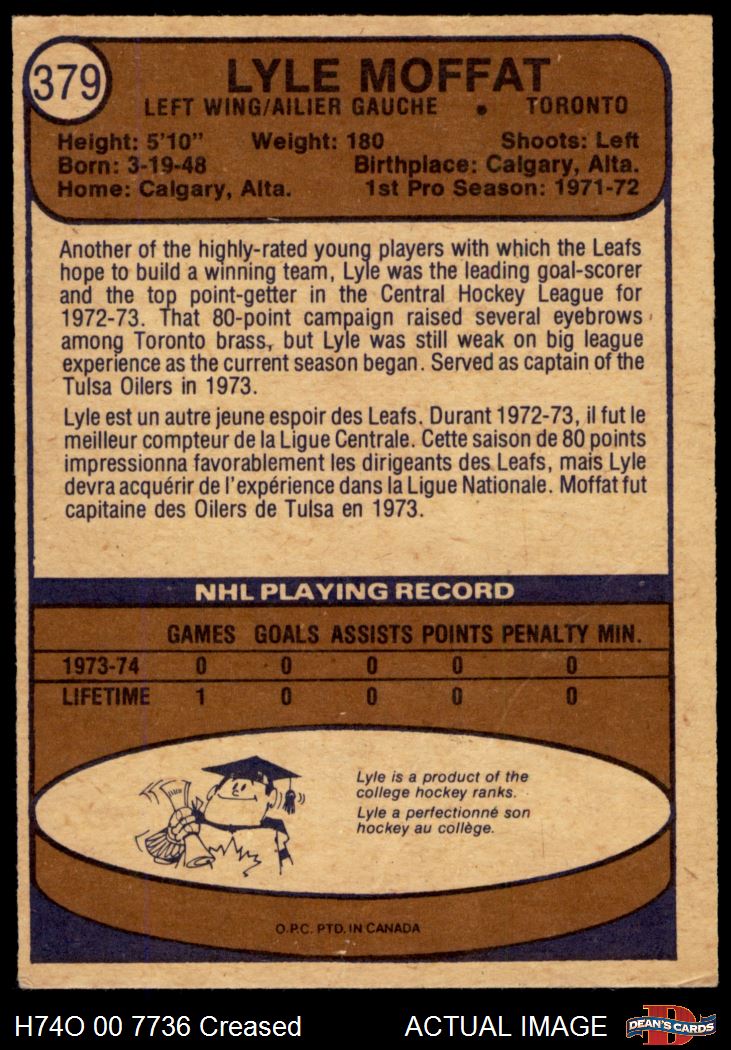 379
LYLE MOFFAT
LEFT WING/AILIER GAUCHE • TORONTO
Height: 5'10" Weight: 180 Shoots: Left
Born: 3-19-48 Birthplace: Calgary, Alta.
Home: Calgary, Alta. 1st Pro Season: 1971-72
Another of the highly-rated young players with which the Leafs
hope to build a winning team, Lyle was the leading goal-scorer
and the top point-getter in the Central Hockey League for
1972-73. That 80-point campaign raised several eyebrows
among Toronto brass, but Lyle was still weak on big league
experience as the current season began. Served as captain of the
Tulsa Oilers in 1973.
Lyle est un autre jeune espoir des Leafs. Durant 1972-73, il fut le
meilleur compteur de la Ligue Centrale. Cette saison de 80 points
impressionna favorablement les dirigeants des Leafs, mais Lyle
devra acquérir de l'expérience dans la Ligue Nationale. Moffat fut
capitaine des Oilers de Tulsa en 1973.
NHL PLAYING RECORD
GAMES GOALS ASSISTS POINTS PENALTY MIN.
1973-74 0 0 0 0 0
LIFETIME 1 0 0 0 0
Lyle is a product of the
college hockey ranks.
Lyle a perfectionné son
hockey au collège.
O.P.C. PTD. IN CANADA
H74O 00 7736 Creased ACTUAL IMAGE DEAN'S CARDS